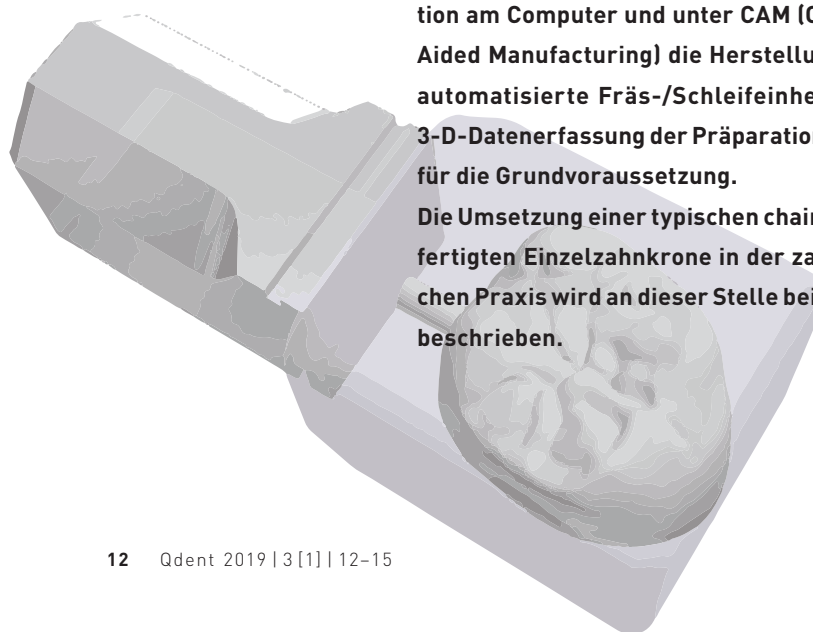 tion am Computer und unter CAM (C
Aided Manufacturing) die Herstellu
automatisierte Fräs-/Schleifeinhe
3-D-Datenerfassung der Präparation
für die Grundvoraussetzung.
Die Umsetzung einer typischen chair
fertigten Einzelzahnkrone in der za
chen Praxis wird an dieser Stelle bei
beschrieben.
12 Qdent 2019 | 3 [1] | 12–15